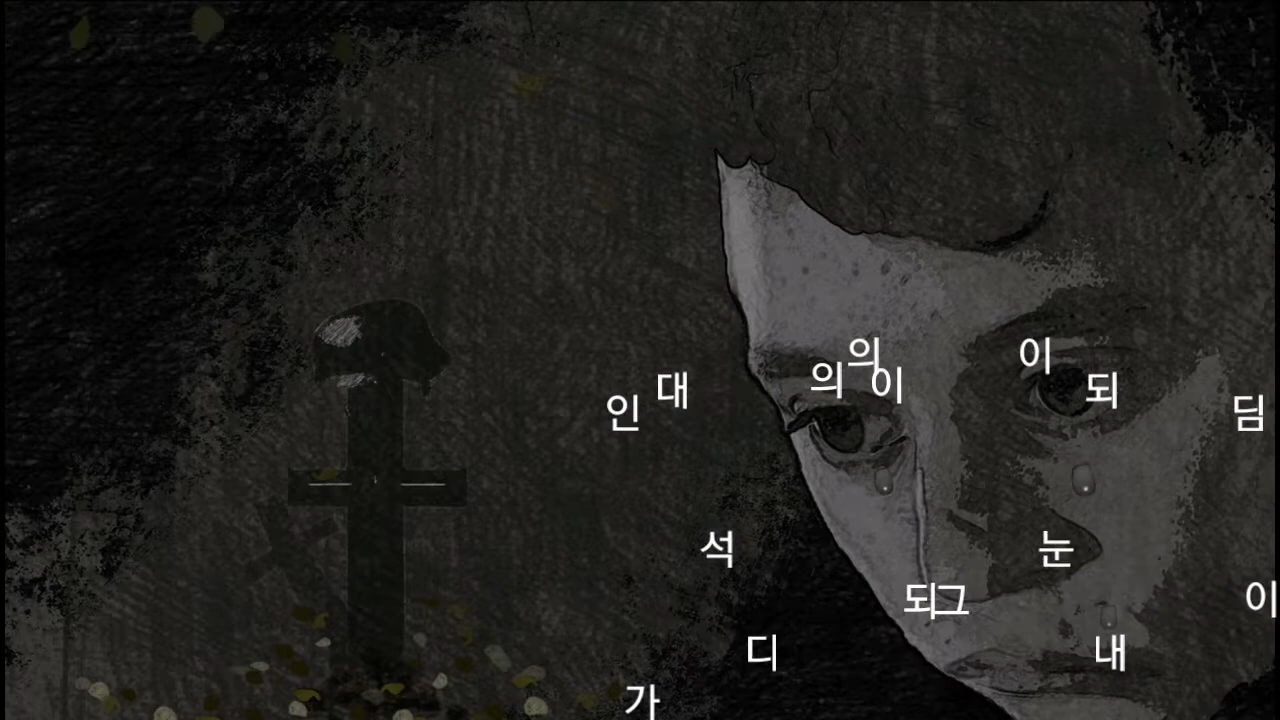 의 이
대 의 이 되
인 딤
석 눈
되그 이
디 내
가